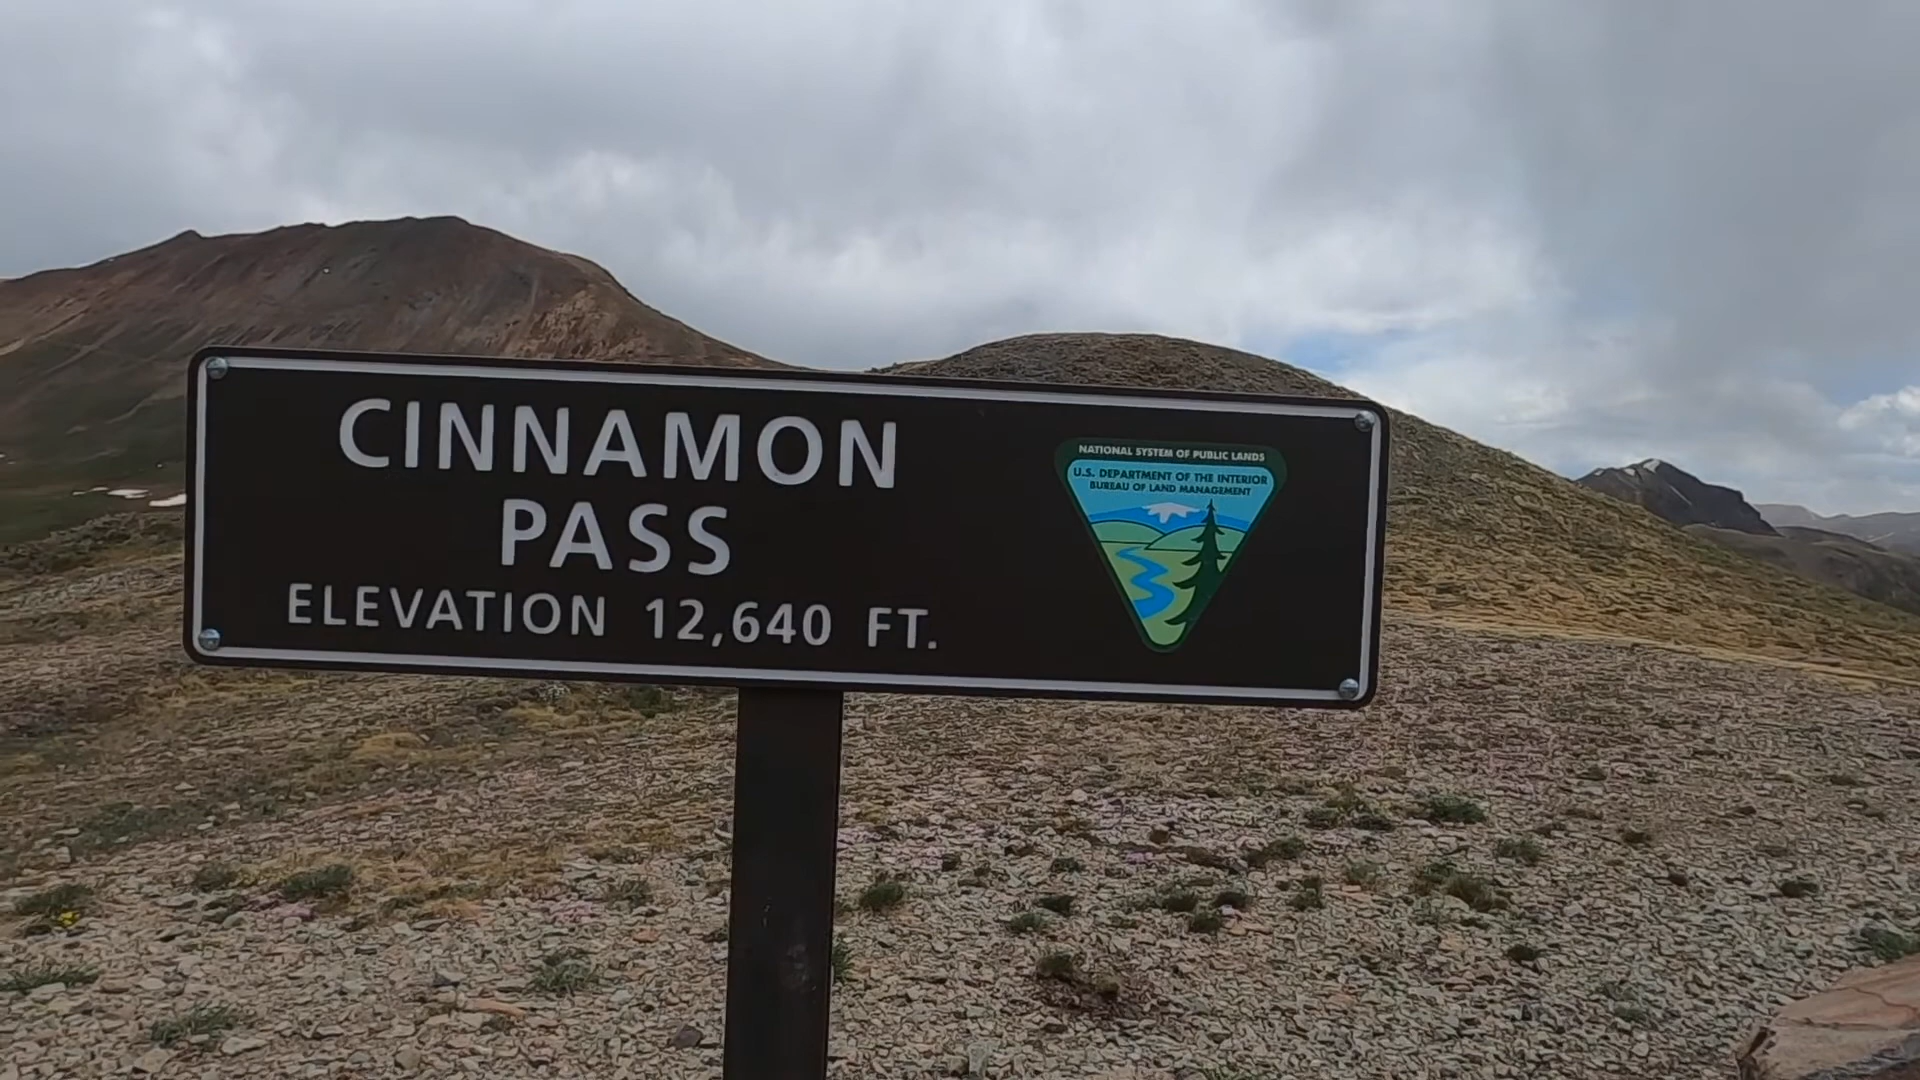 CINNAMON
PASS
ELEVATION 12,640 FT.
NATIONAL SYSTEM OF PUBLIC LANDS
U.S. DEPARTMENT OF THE INTERIOR
BUREAU OF LAND MANAGEMENT